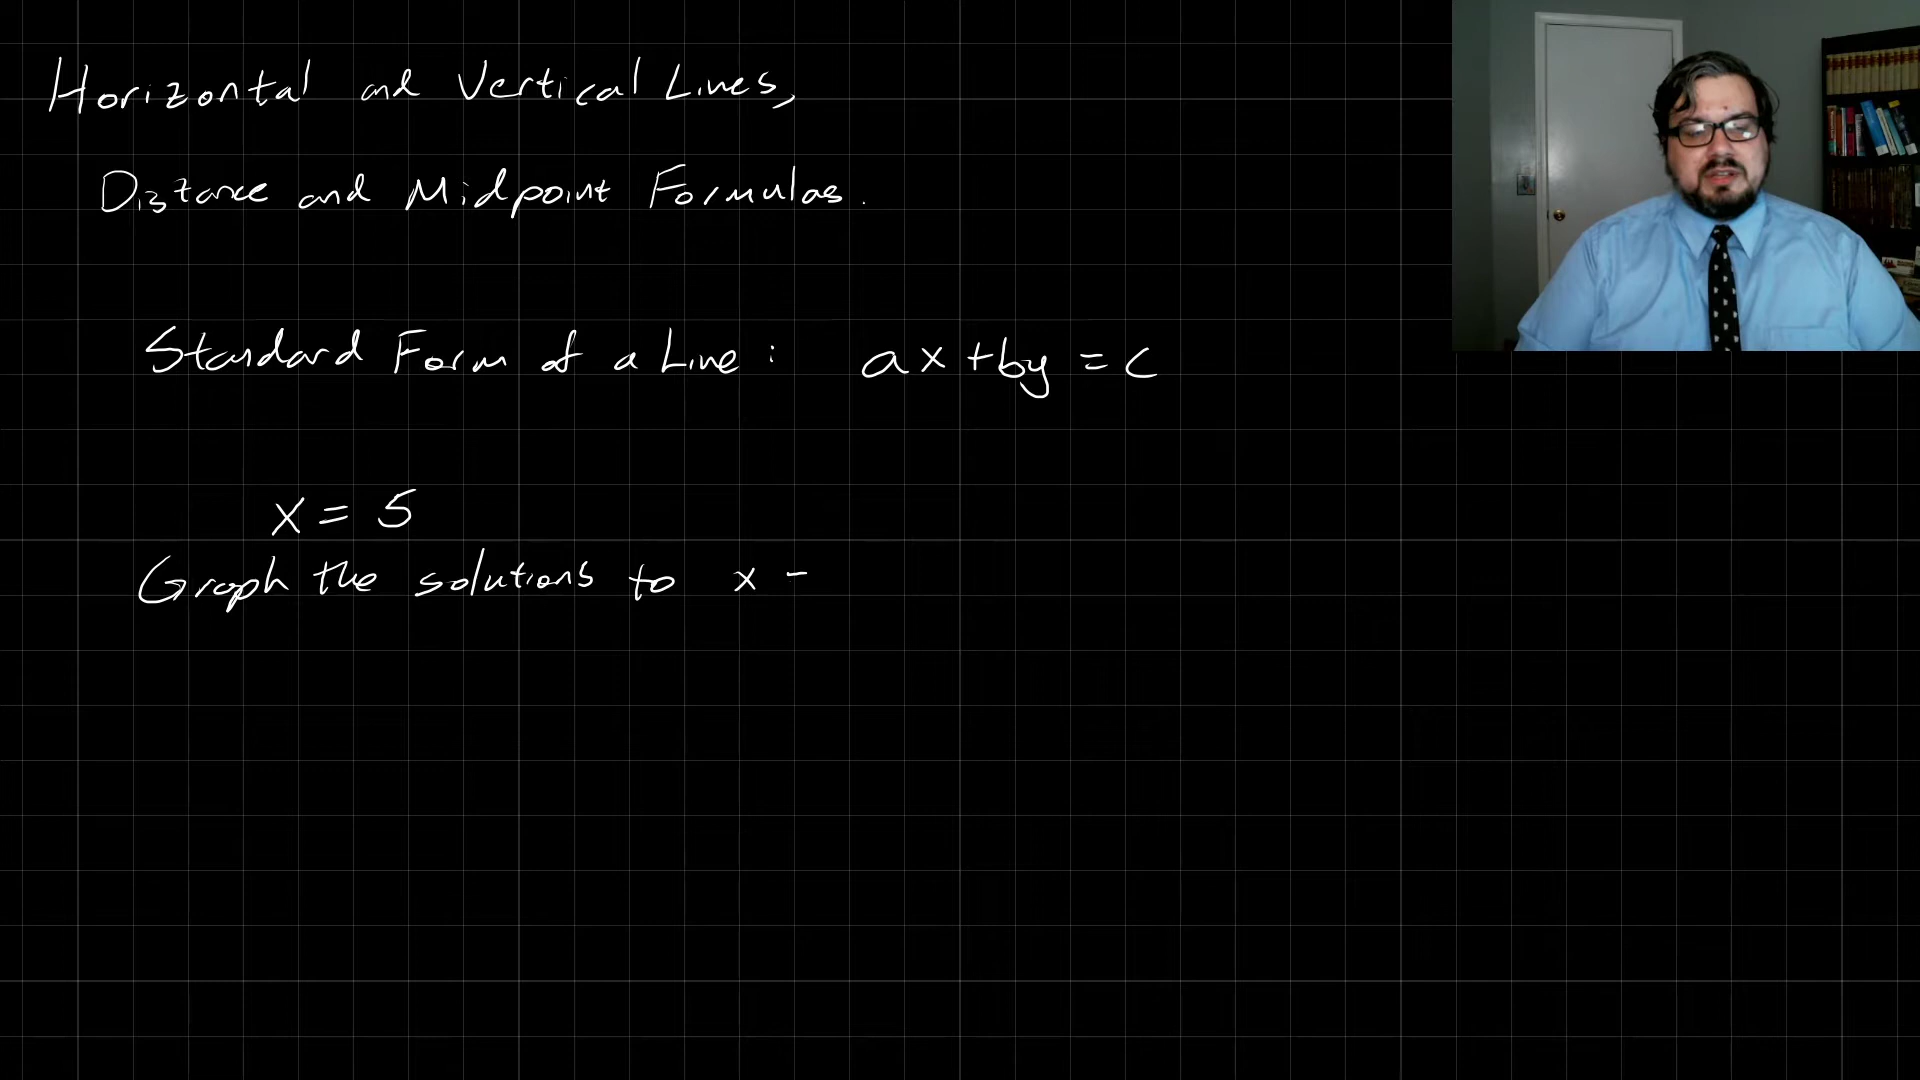 Horizontal and Vertical Lines,
Distance and Midpoint Formulas.
Standard Form of a Line: ax+by=c
x=5
Graph the solutions to x -